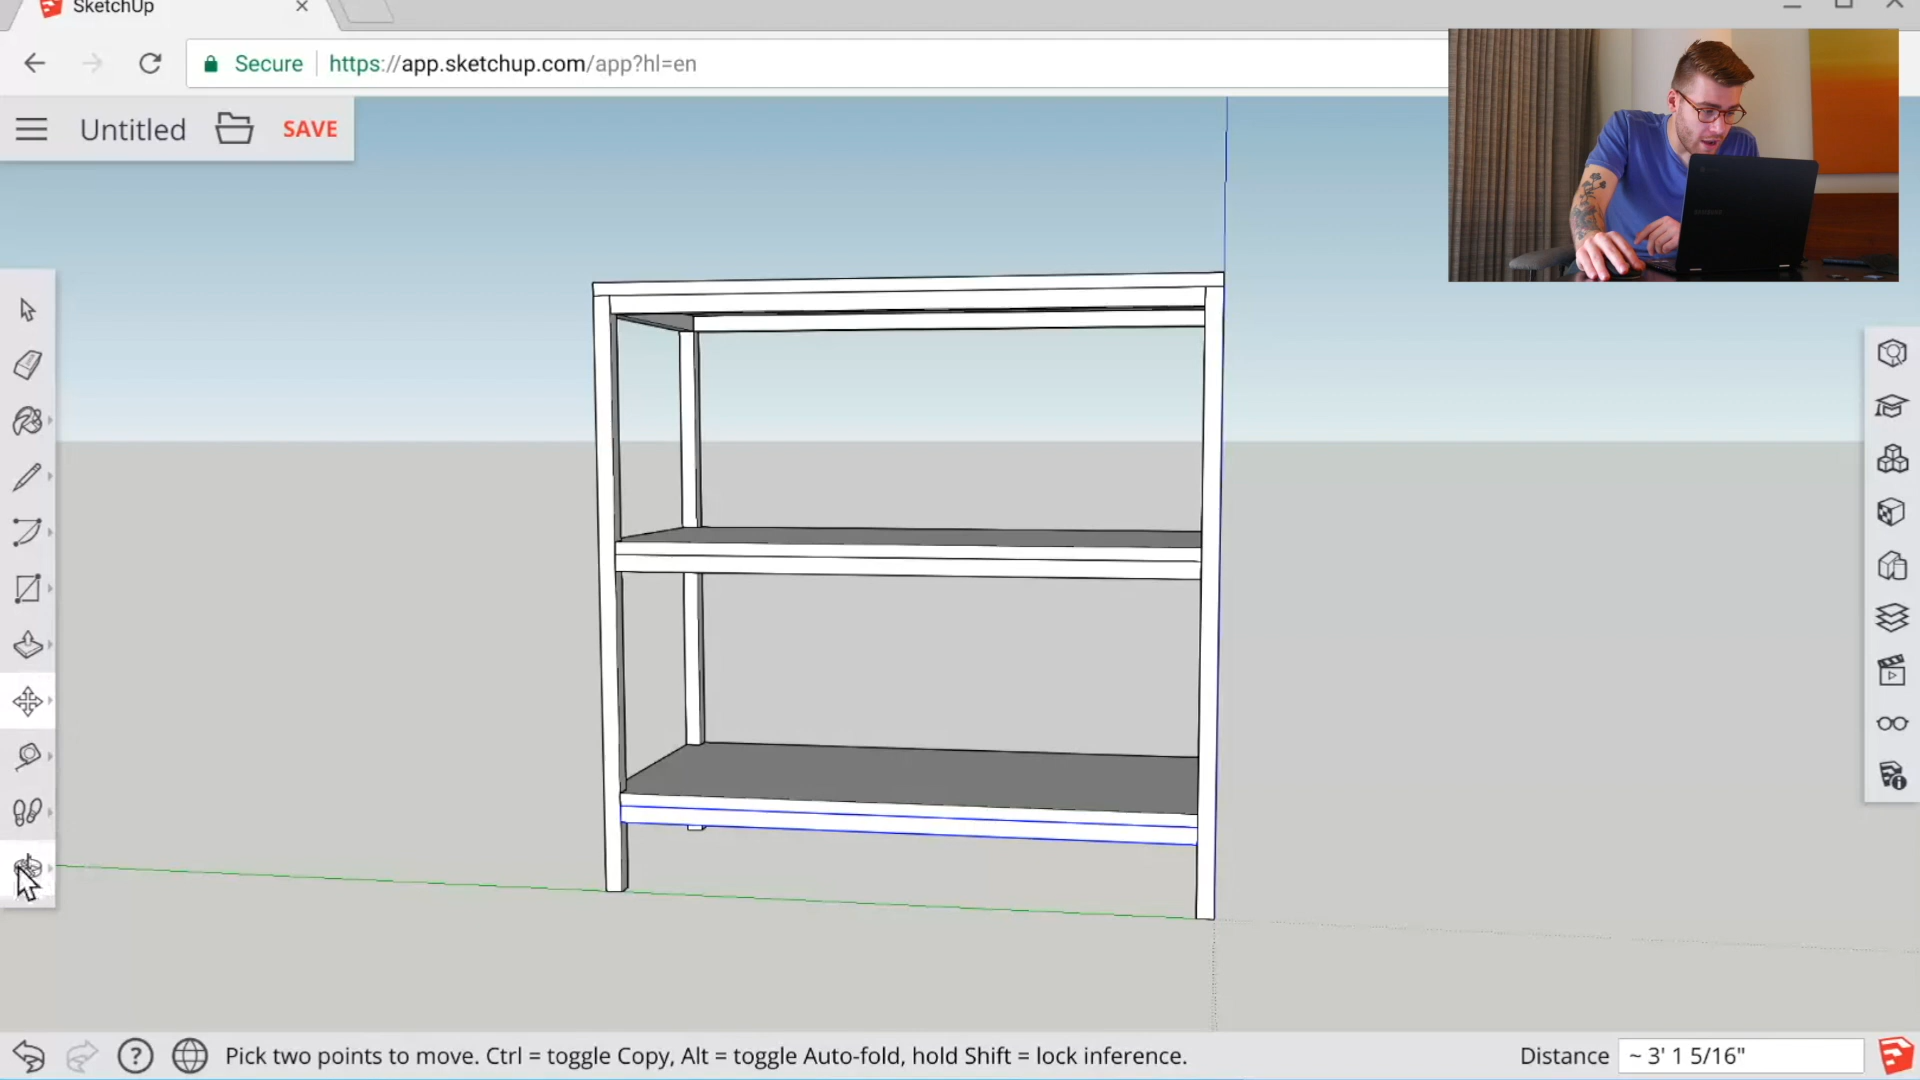 SketchUp
Secure https://app.sketchup.com/app?hl=en
Untitled SAVE
Pick two points to move. Ctrl = toggle Copy, Alt = toggle Auto-fold, hold Shift = lock inference.
Distance ~ 3' 1 5/16"